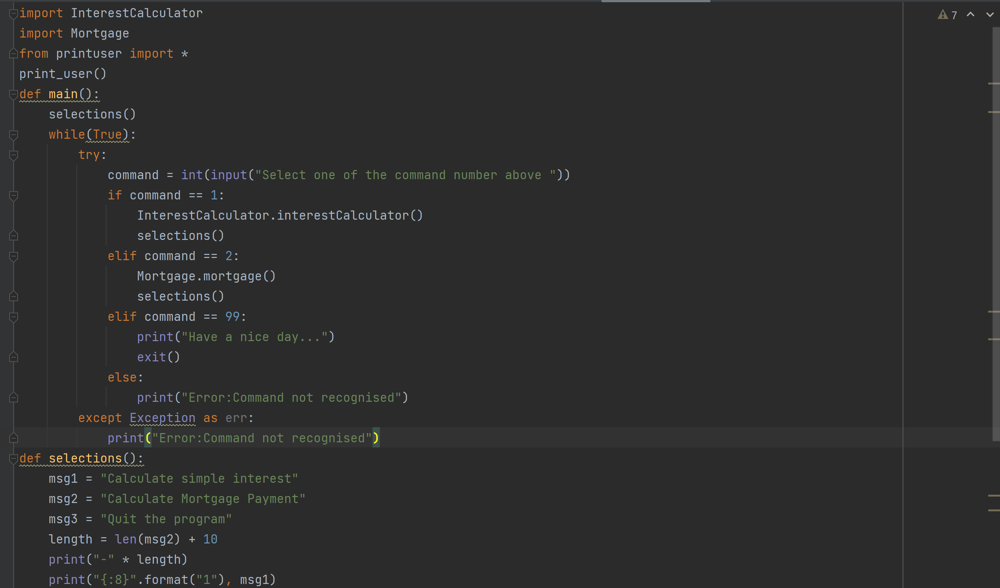 import InterestCalculator
import Mortgage
from printuser import *
print_user()
def main():
    selections()
    while(True):
        try:
            command = int(input("Select one of the command number above "))
            if command == 1:
                InterestCalculator.interestCalculator()
                selections()
            elif command == 2:
                Mortgage.mortgage()
                selections()
            elif command == 99:
                print("Have a nice day...")
                exit()
            else:
                print("Error:Command not recognised")
        except Exception as err:
            print("Error:Command not recognised")
def selections():
    msg1 = "Calculate simple interest"
    msg2 = "Calculate Mortgage Payment"
    msg3 = "Quit the program"
    length = len(msg2) + 10
    print("-" * length)
    print("{:8}".format("1"), msg1)
7